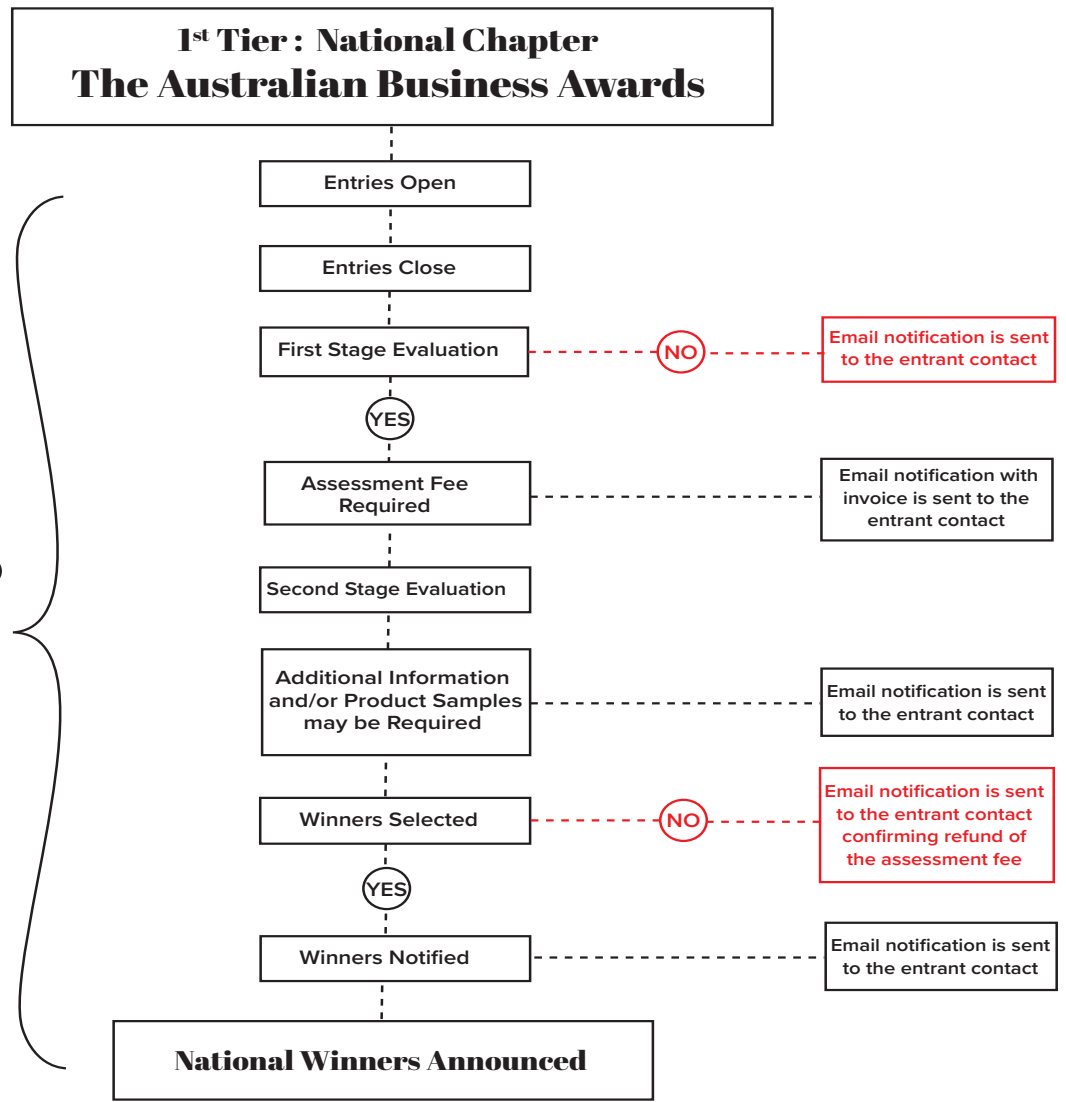 1st Tier : National Chapter
The Australian Business Awards
Entries Open
Entries Close
First Stage Evaluation
NO
Email notification is sent
to the entrant contact
YES
Assessment Fee
Required
Email notification with
invoice is sent to the
entrant contact
Second Stage Evaluation
Additional Information
and/or Product Samples
may be Required
Email notification is sent
to the entrant contact
Winners Selected
NO
Email notification is sent
to the entrant contact
confirming refund of
the assessment fee
YES
Winners Notified
Email notification is sent
to the entrant contact
National Winners Announced